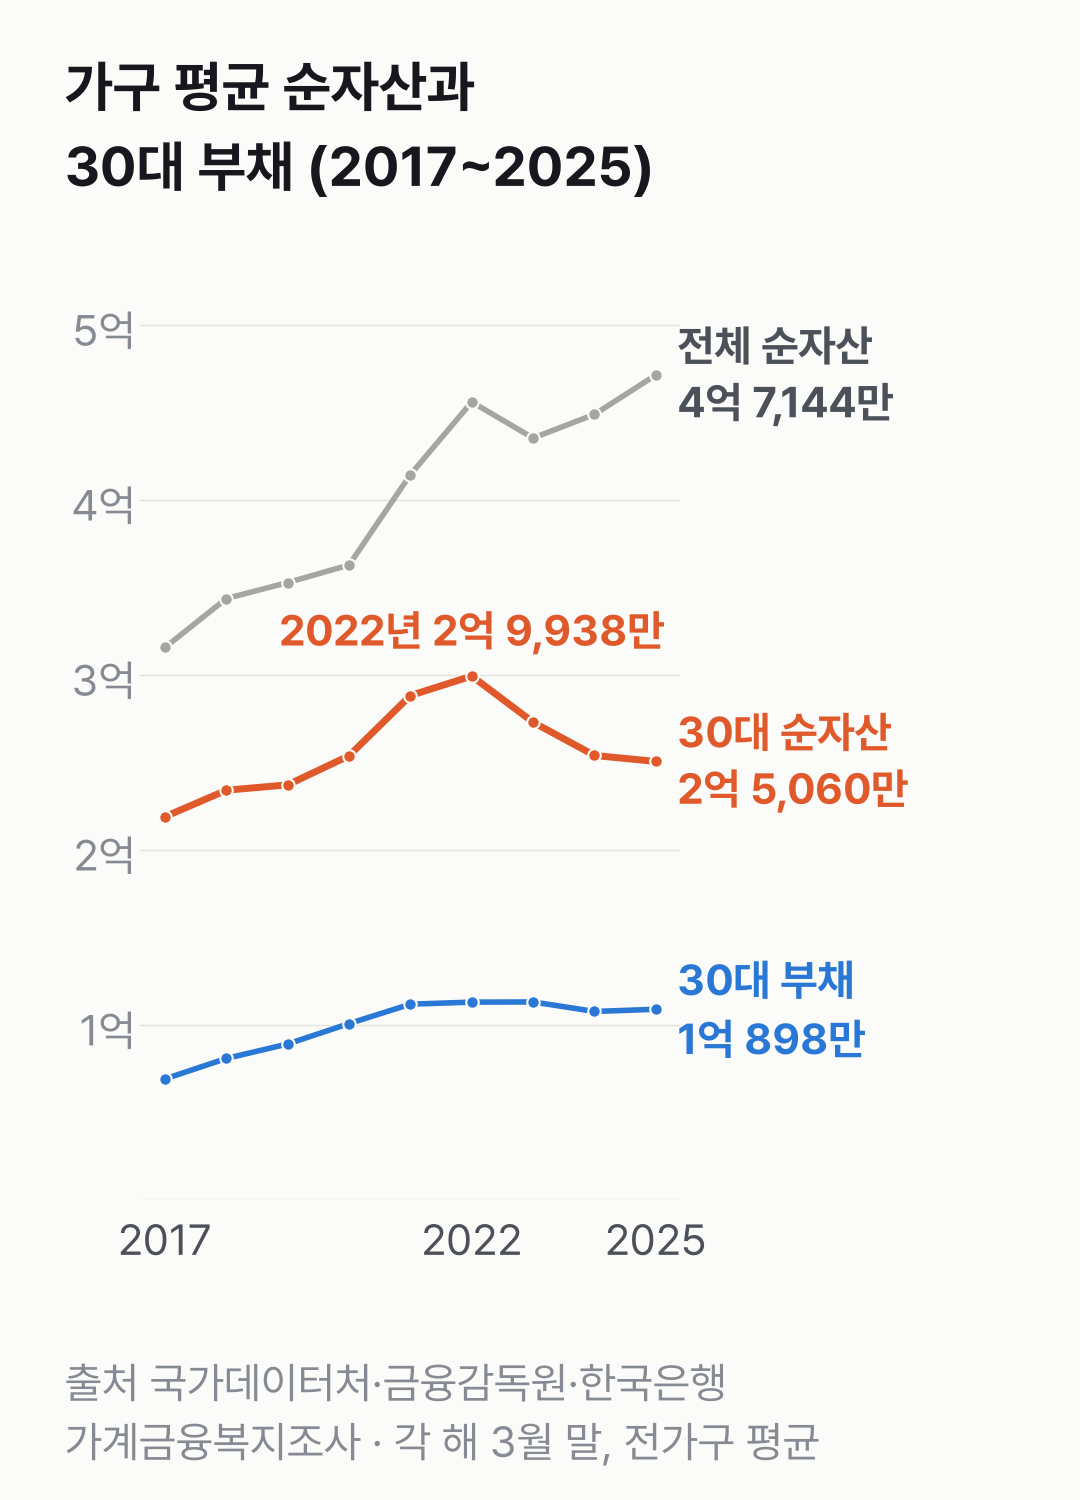 가구 평균 순자산과
30대 부채 (2017~2025)
5억
전체 순자산
4억 7,144만
4억
2022년 2억 9,938만
3억
30대 순자산
2억 5,060만
2억
30대 부채
1억 898만
1억
2017
2022
2025
출처 국가데이터처·금융감독원·한국은행
가계금융복지조사 · 각 해 3월 말, 전가구 평균